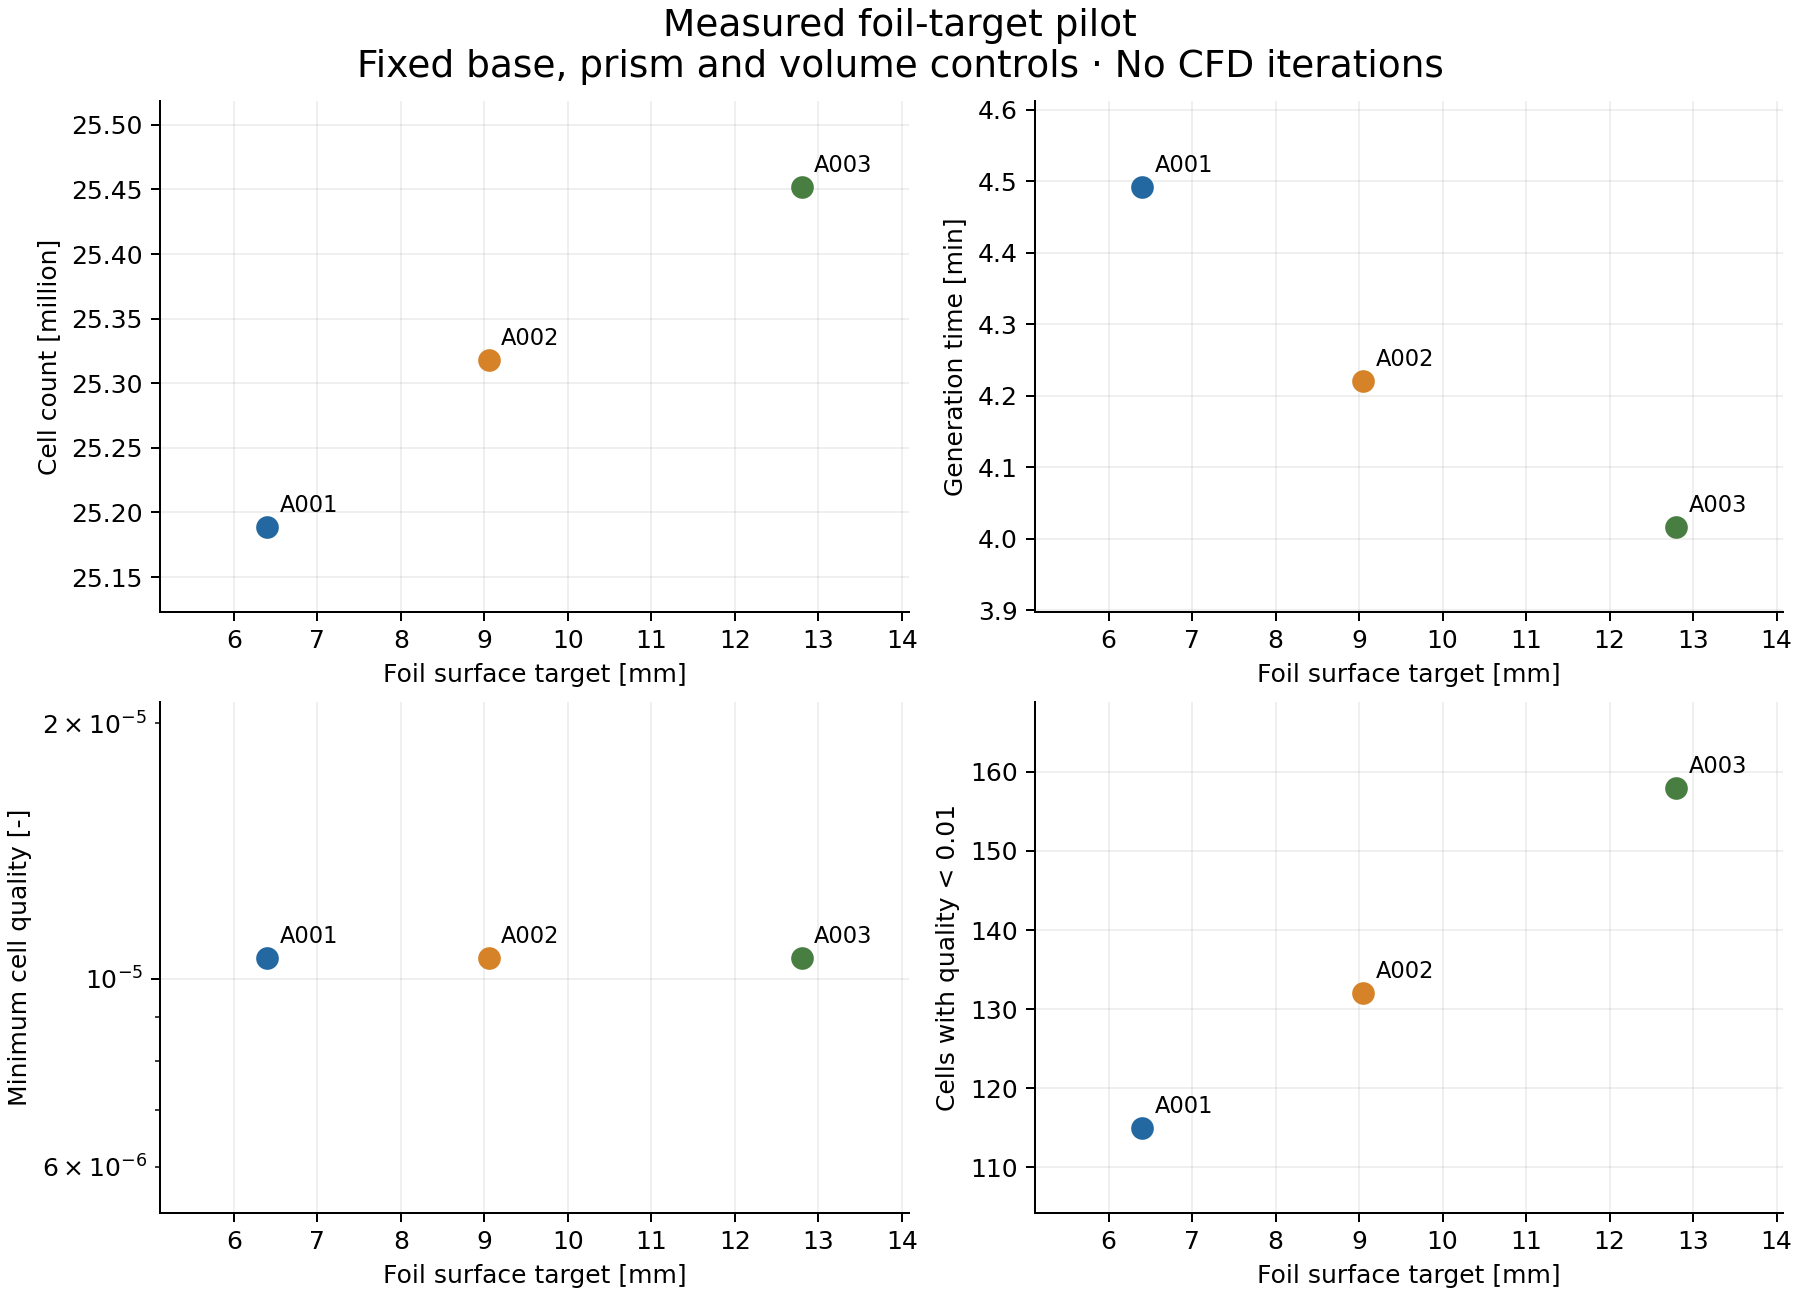 Measured foil-target pilot
Fixed base, prism and volume controls · No CFD iterations
Cell count [million]
25.50
25.45
25.40
25.35
25.30
25.25
25.20
25.15
A001
A002
A003
6 7 8 9 10 11 12 13 14
Foil surface target [mm]
Generation time [min]
4.6
4.5
4.4
4.3
4.2
4.1
4.0
3.9
A001
A002
A003
6 7 8 9 10 11 12 13 14
Foil surface target [mm]
Minimum cell quality [-]
2 × 10⁻⁵
10⁻⁵
6 × 10⁻⁶
A001
A002
A003
6 7 8 9 10 11 12 13 14
Foil surface target [mm]
Cells with quality < 0.01
160
150
140
130
120
110
A001
A002
A003
6 7 8 9 10 11 12 13 14
Foil surface target [mm]